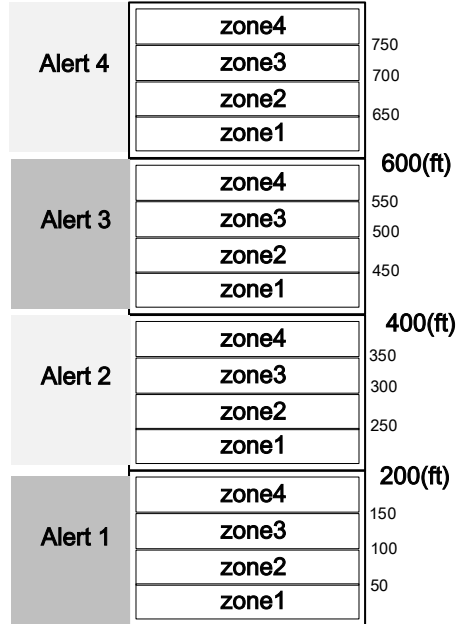 zone4
750
Alert 4
zone3
700
zone2
650
zone1
600(ft)
zone4
550
Alert 3
zone3
500
zone2
450
zone1
400(ft)
zone4
350
Alert 2
zone3
300
zone2
250
zone1
200(ft)
zone4
150
Alert 1
zone3
100
zone2
50
zone1